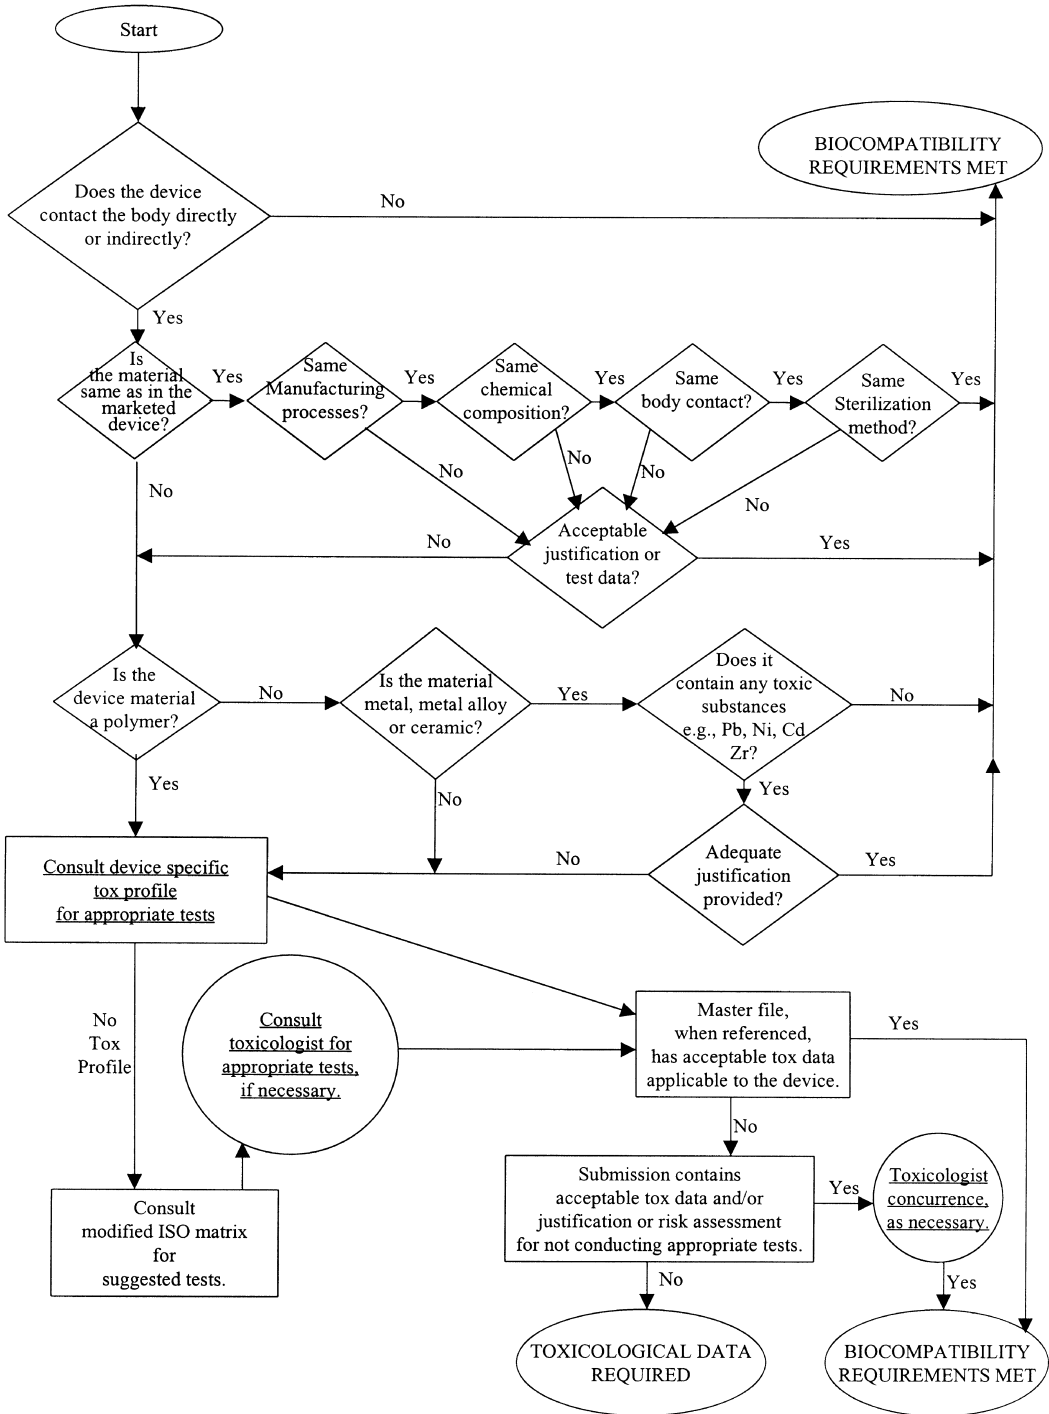 Start
BIOCOMPATIBILITY
REQUIREMENTS MET
Does the device
contact the body directly
or indirectly?
No
Yes
Is
the material
same as in the
marketed
device?
Yes
Same
Manufacturing
processes?
Yes
Same
chemical
composition?
Yes
Same
body contact?
Yes
Same
Sterilization
method?
Yes
No
No
No
No
No
Acceptable
justification or
test data?
No
Yes
Is the
device material
a polymer?
No
Is the material
metal, metal alloy
or ceramic?
Yes
Does it
contain any toxic
substances
e.g., Pb, Ni, Cd
Zr?
No
Yes
No
Yes
Consult device specific
tox profile
for appropriate tests
No
Adequate
justification
provided?
Yes
No
Tox
Profile
Consult
toxicologist for
appropriate tests,
if necessary.
Master file,
when referenced,
has acceptable tox data
applicable to the device.
Yes
No
Consult
modified ISO matrix
for
suggested tests.
Submission contains
acceptable tox data and/or
justification or risk assessment
for not conducting appropriate tests.
Yes
Toxicologist
concurrence,
as necessary.
No
Yes
TOXICOLOGICAL DATA
REQUIRED
BIOCOMPATIBILITY
REQUIREMENTS MET